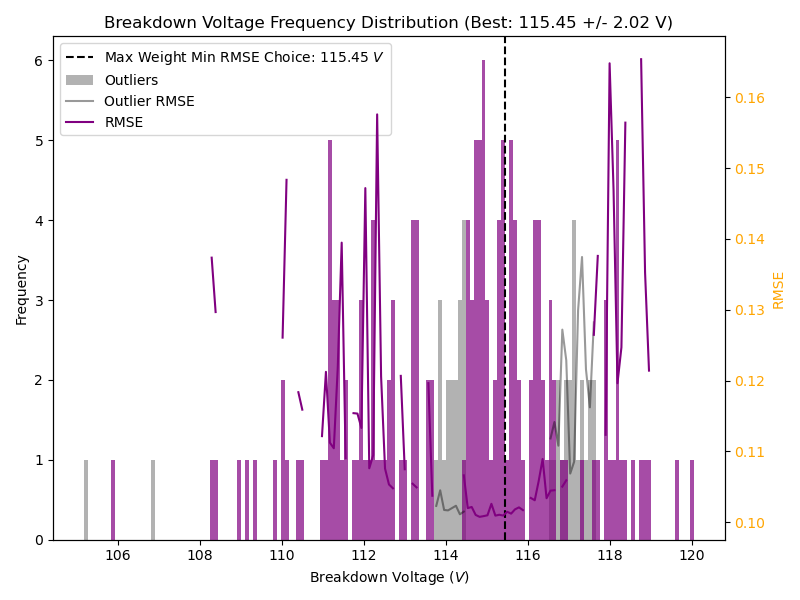 Breakdown Voltage Frequency Distribution (Best: 115.45 +/- 2.02 V)
Max Weight Min RMSE Choice: 115.45 V
Outliers
Outlier RMSE
RMSE
Frequency
6
5
4
3
2
1
0
0.16
0.15
0.14
0.13
0.12
0.11
0.10
RMSE
106 108 110 112 114 116 118 120
Breakdown Voltage (V)